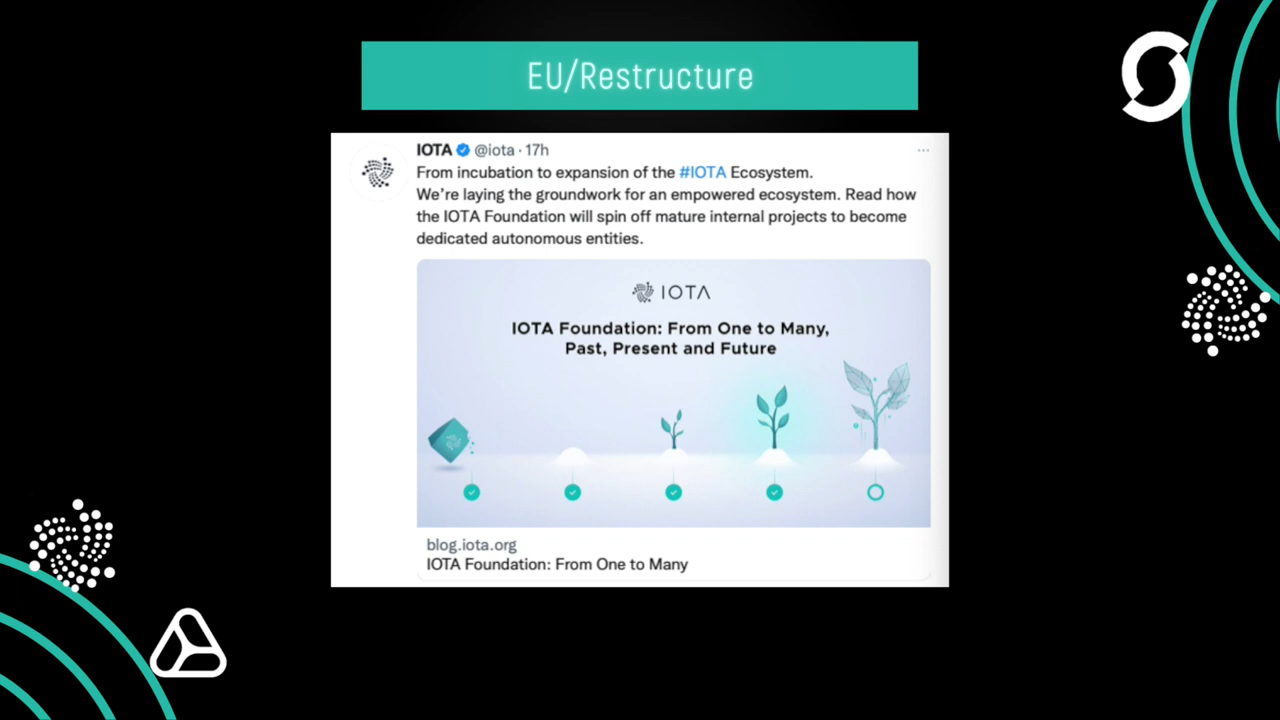 EU/Restructure
IOTA @iota · 17h
From incubation to expansion of the #IOTA Ecosystem.
We're laying the groundwork for an empowered ecosystem. Read how
the IOTA Foundation will spin off mature internal projects to become
dedicated autonomous entities.
IOTA
IOTA Foundation: From One to Many,
Past, Present and Future
blog.iota.org
IOTA Foundation: From One to Many